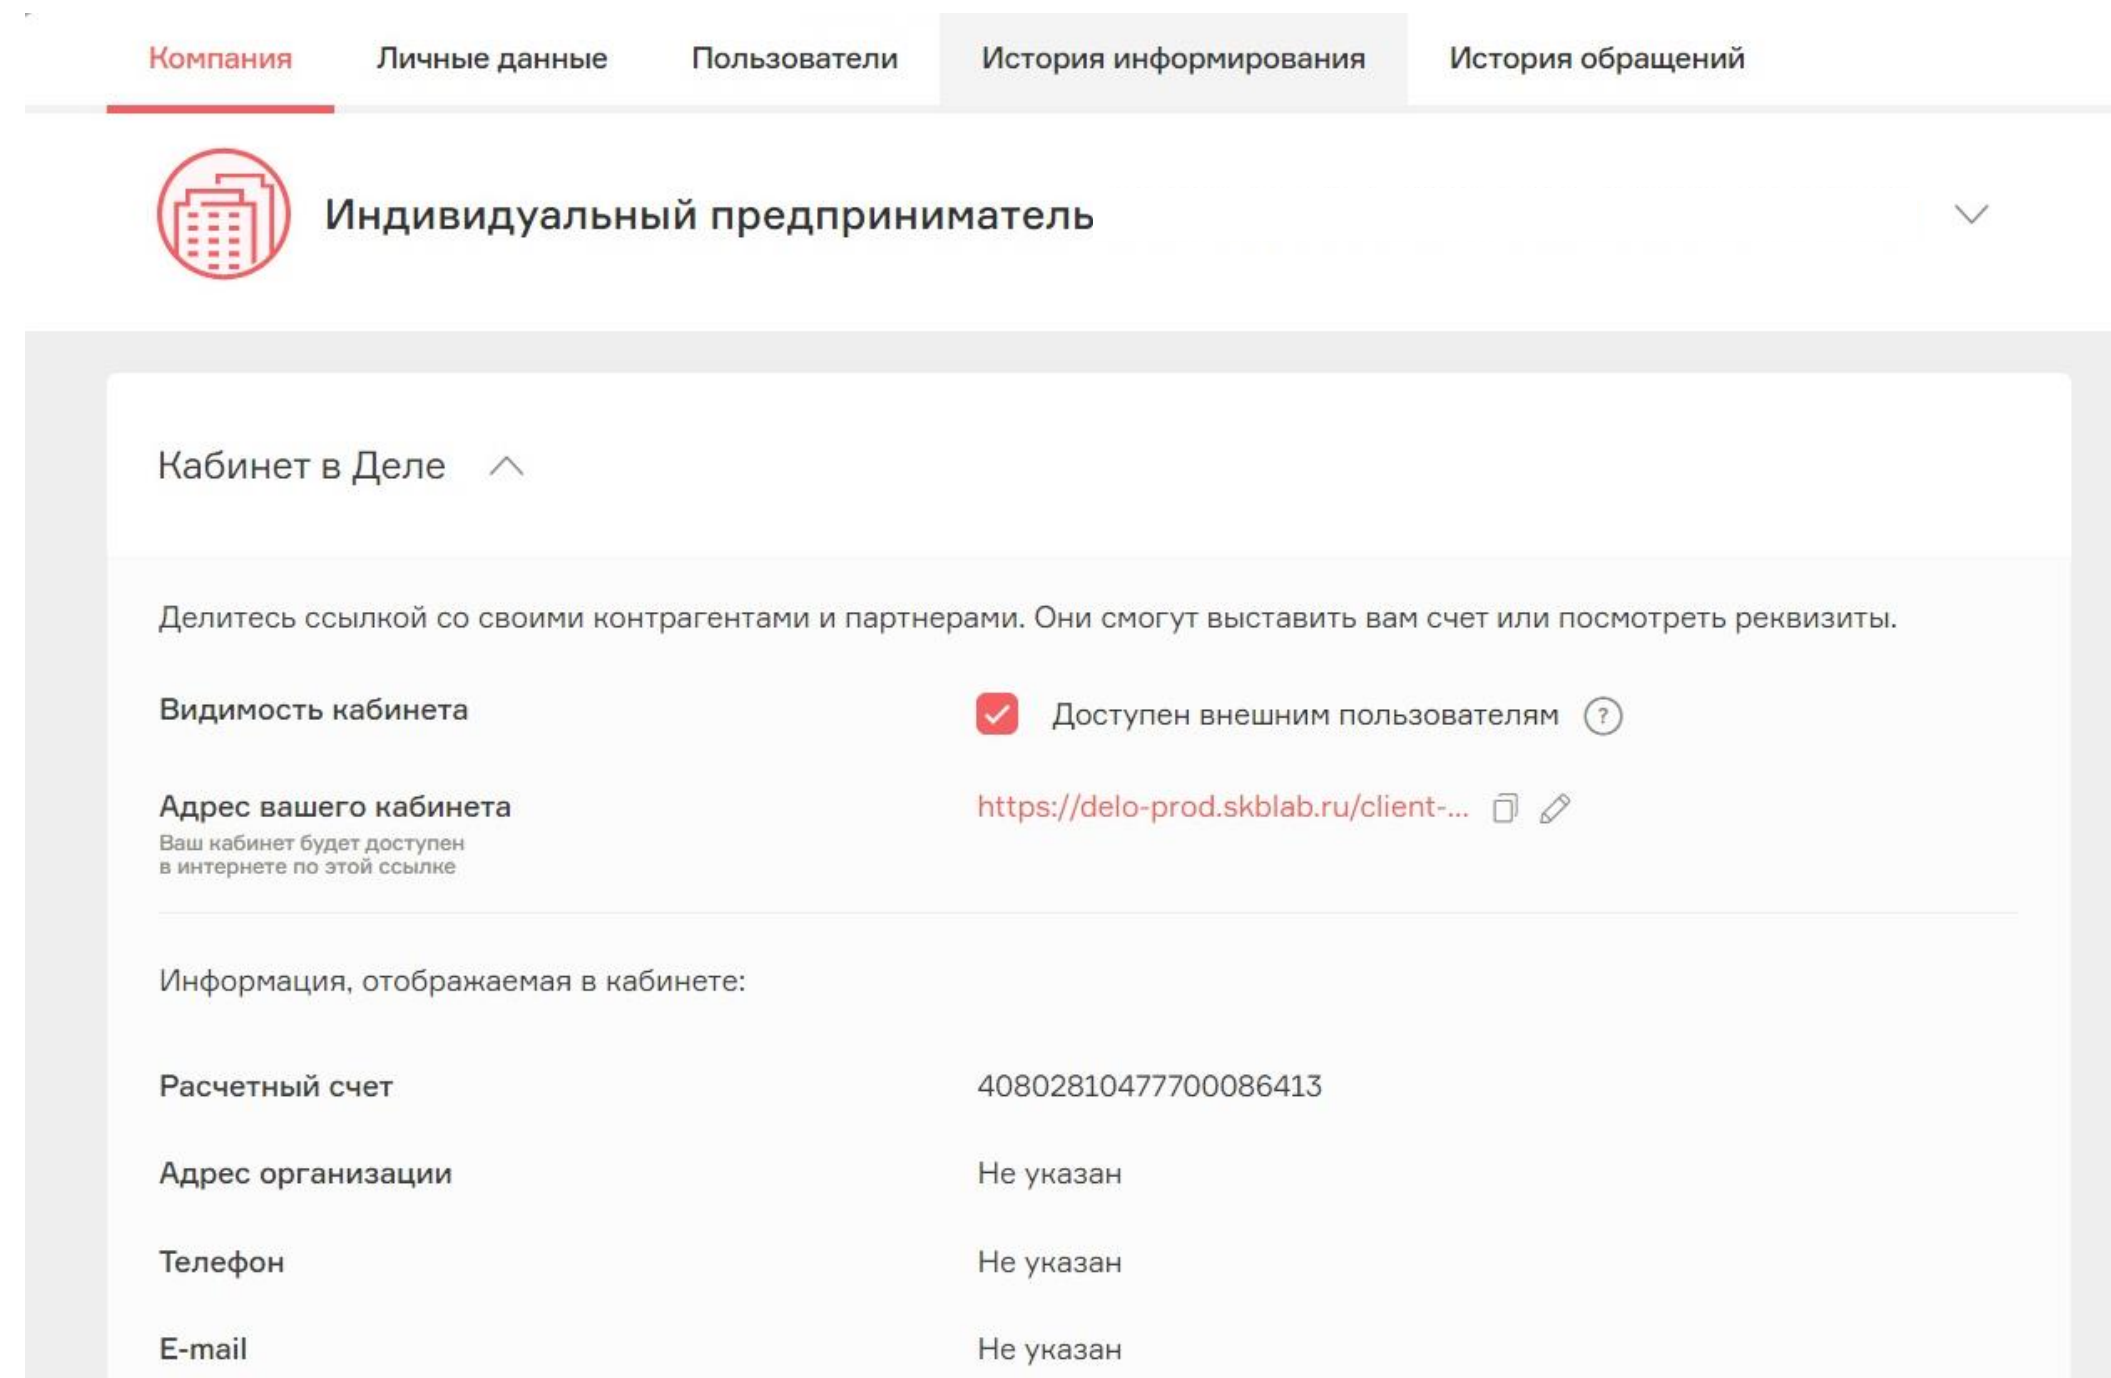 Компания Личные данные Пользователи История информирования История обращений
Индивидуальный предприниматель
Кабинет в Деле
Делитесь ссылкой со своими контрагентами и партнерами. Они смогут выставить вам счет или посмотреть реквизиты.
Видимость кабинета Доступен внешним пользователям ?
Адрес вашего кабинета https://delo-prod.skblab.ru/client-...
Ваш кабинет будет доступен
в интернете по этой ссылке
Информация, отображаемая в кабинете:
Расчетный счет 40802810477700086413
Адрес организации Не указан
Телефон Не указан
E-mail Не указан